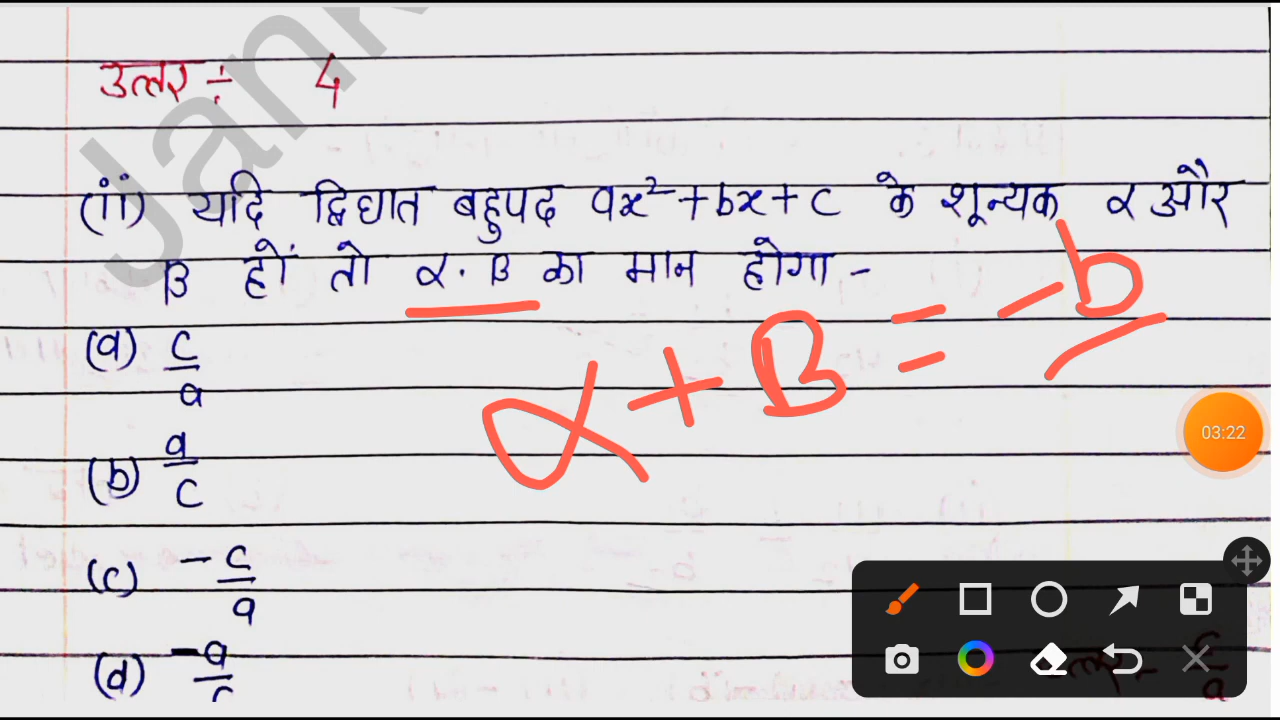 उत्तर ÷ 4
(ii) यदि द्विघात बहुपद ax²+bx+c के शून्यक α और
β हों तो α.β का मान होगा -
(a) c/a
(b) a/c
(c) -c/a
(d) -a/c
α+B = -b
03:22